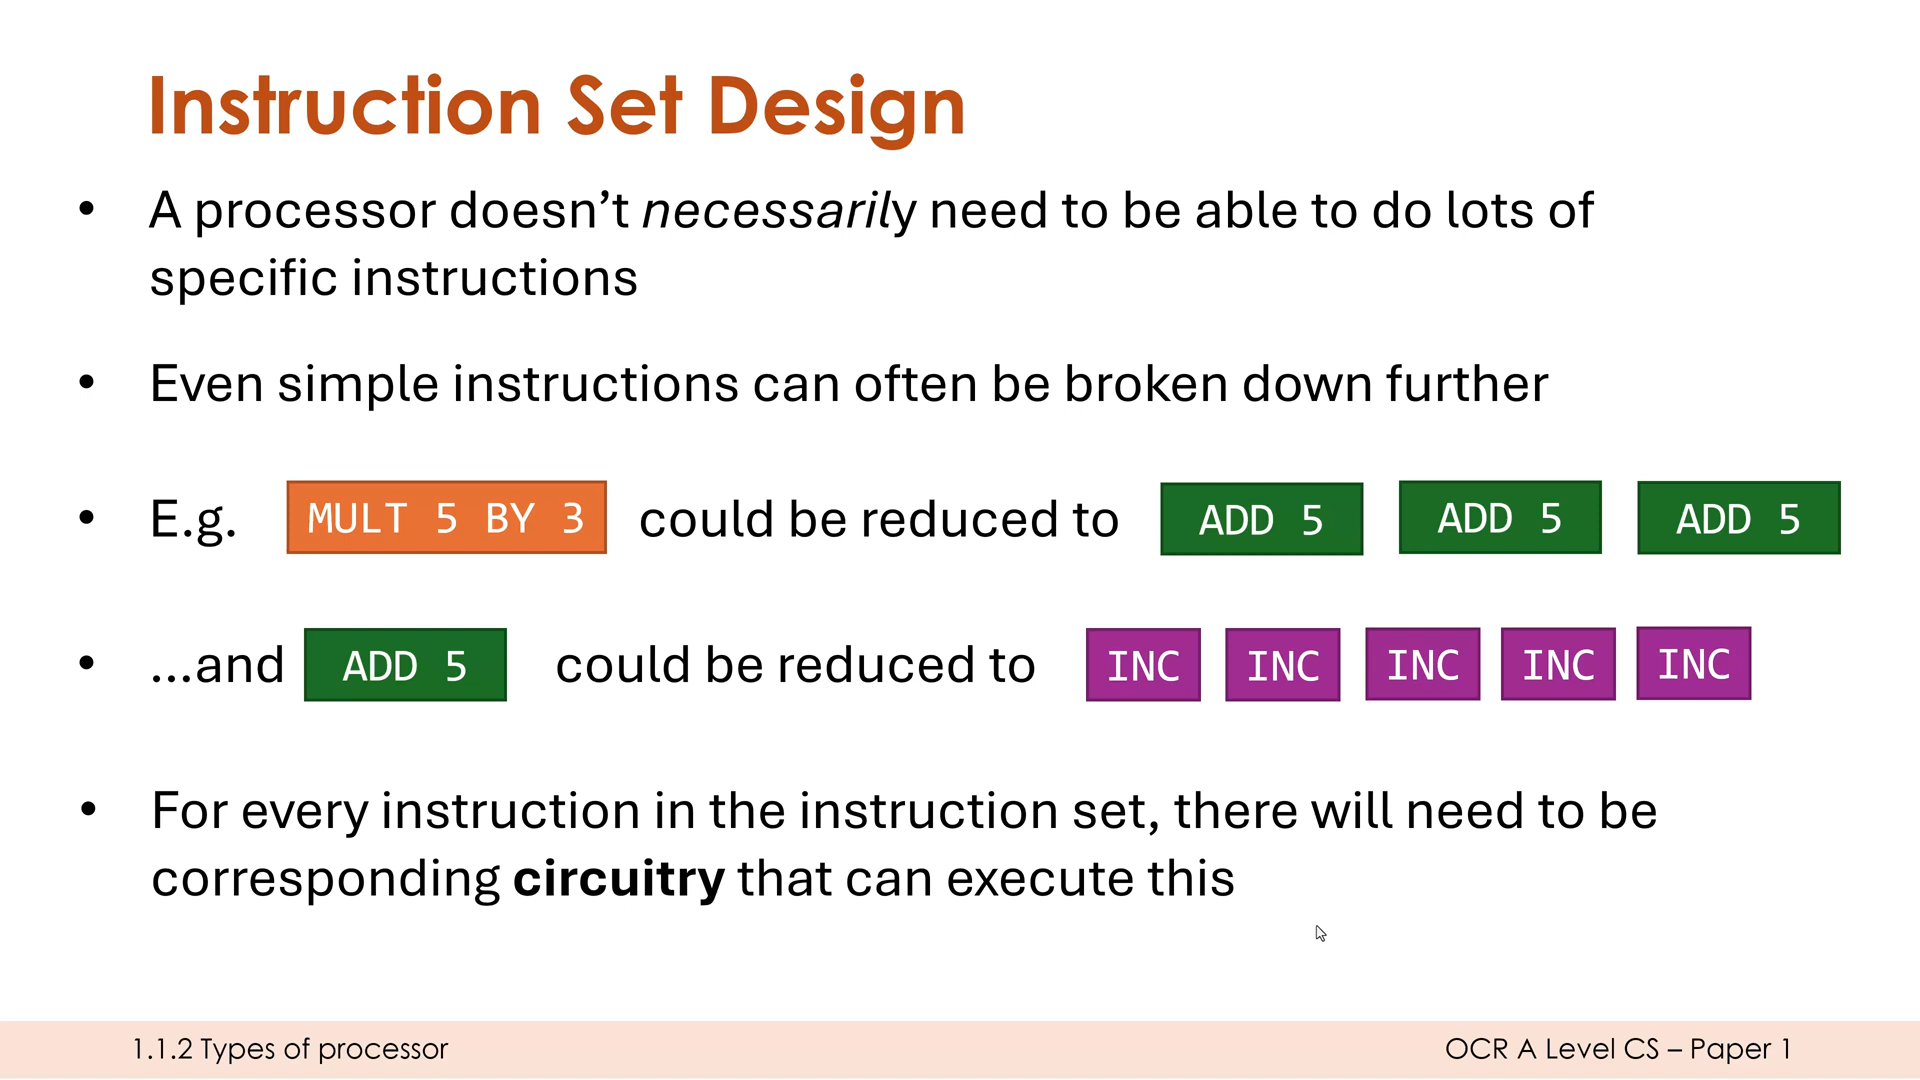 Instruction Set Design
• A processor doesn’t necessarily need to be able to do lots of
specific instructions
• Even simple instructions can often be broken down further
• E.g. MULT 5 BY 3 could be reduced to ADD 5 ADD 5 ADD 5
• ...and ADD 5 could be reduced to INC INC INC INC INC
• For every instruction in the instruction set, there will need to be
corresponding circuitry that can execute this
1.1.2 Types of processor OCR A Level CS – Paper 1